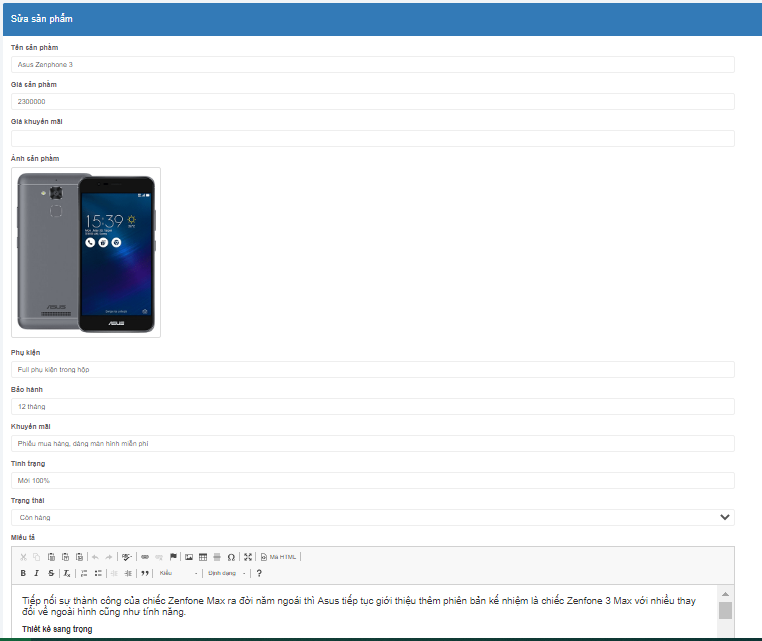 Sửa sản phẩm
Tên sản phẩm
Asus Zenphone 3
Giá sản phẩm
2300000
Giá khuyến mãi
Ảnh sản phẩm
15:39
ASUS
ASUS
Phụ kiện
Full phụ kiện trong hộp
Bảo hành
12 tháng
Khuyến mãi
Phiếu mua hàng, dáng màn hình miễn phí
Tình trạng
Mới 100%
Trạng thái
Còn hàng
Miêu tả
Mã HTML
B I S Tx Kiểu Định dạng ?
Tiếp nối sự thành công của chiếc Zenfone Max ra đời năm ngoái thì Asus tiếp tục giới thiệu thêm phiên bản kế nhiệm là chiếc Zenfone 3 Max với nhiều thay
đổi về ngoại hình cũng như tính năng.
Thiết kế sang trọng